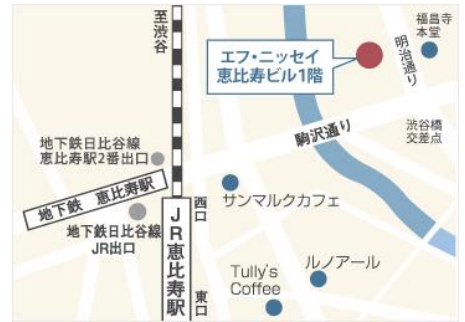 至渋谷
エフ・ニッセイ
恵比寿ビル1階
福昌寺
本堂
明治通り
駒沢通り
渋谷橋
交差点
地下鉄日比谷線
恵比寿駅2番出口
地下鉄 恵比寿駅
地下鉄日比谷線
JR出口
JR恵比寿駅
西口
東口
サンマルクカフェ
ルノアール
Tully's
Coffee